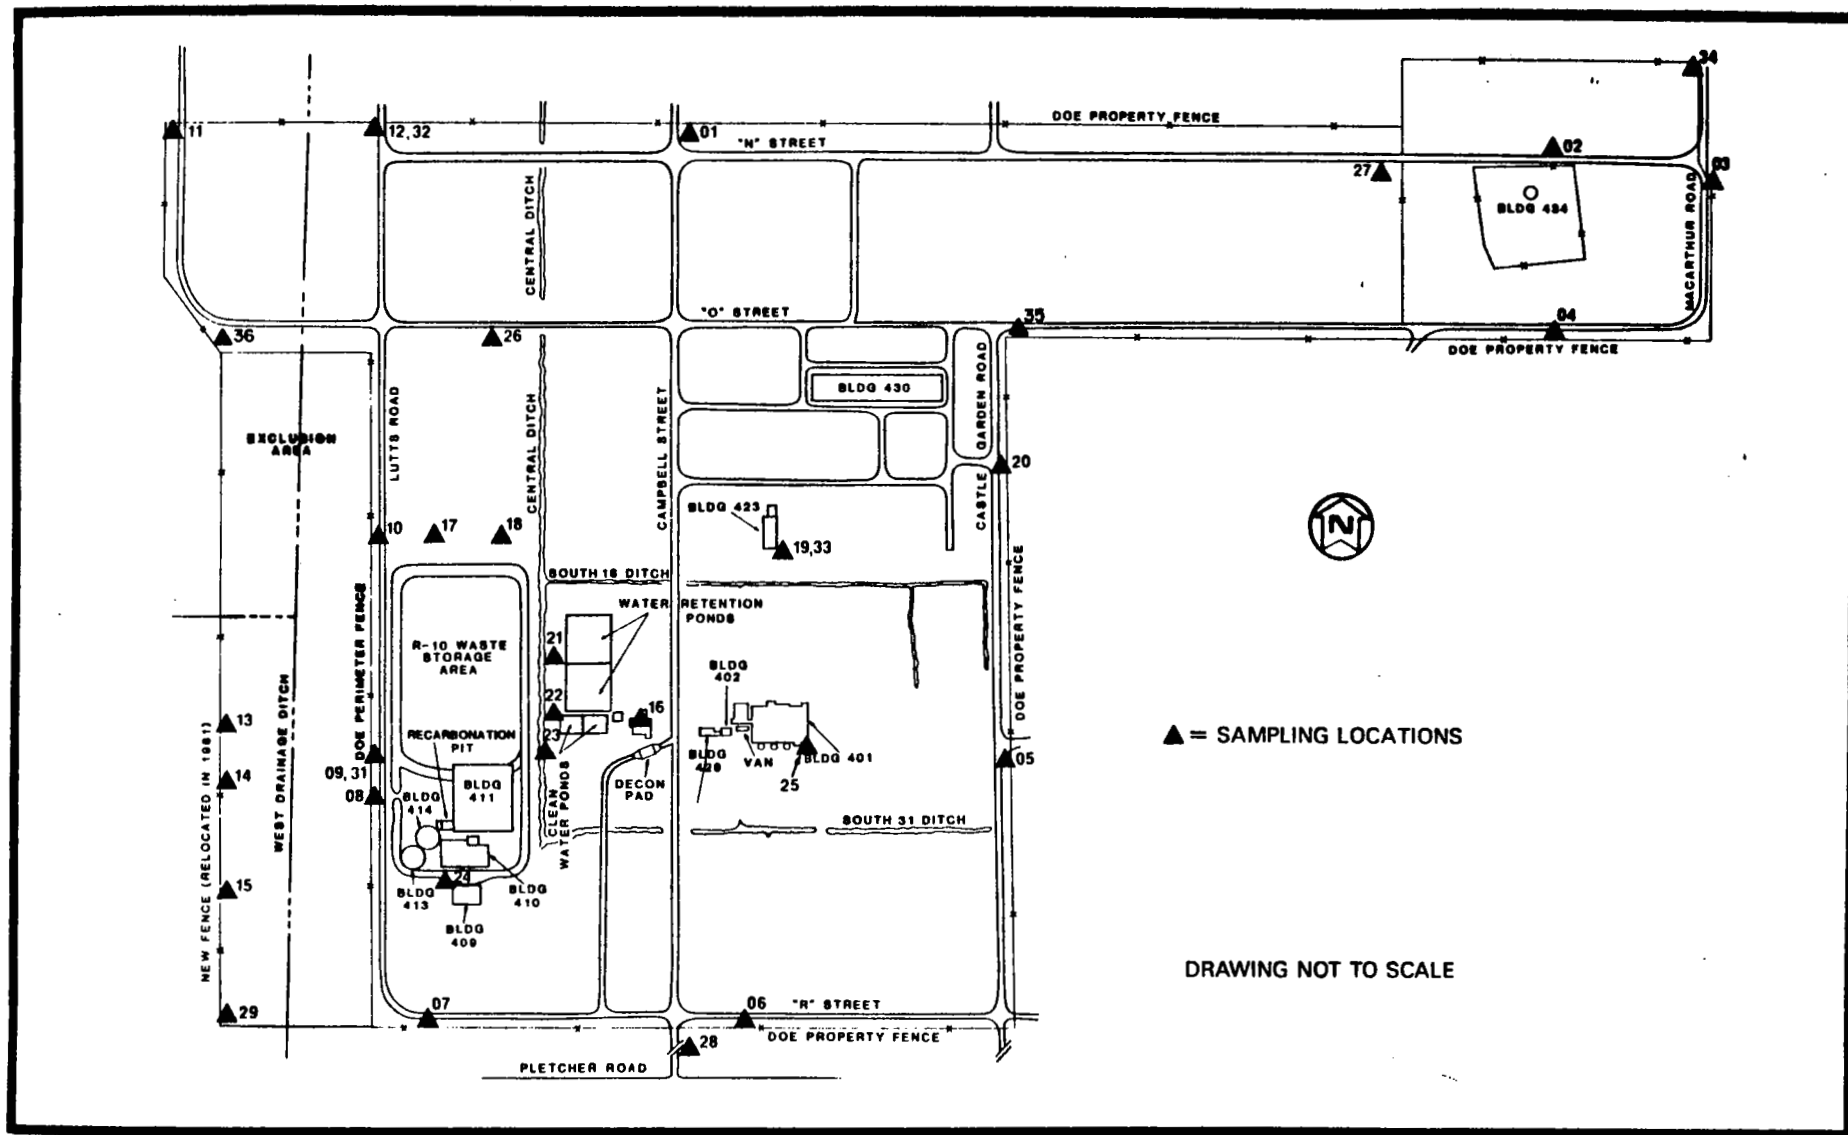 34
DOE PROPERTY FENCE
11
12,32
01
"N" STREET
02
27
03
BLDG 434
MACARTHUR ROAD
CENTRAL DITCH
"O" STREET
36
26
35
04
DOE PROPERTY FENCE
BLDG 430
LUTTS ROAD
CENTRAL DITCH
CAMPBELL STREET
CASTLE GARDEN ROAD
EXCLUSION
AREA
20
N
10
17
18
BLDG 423
19,33
SOUTH 16 DITCH
DOE PROPERTY FENCE
DOE PERIMETER FENCE
WATER RETENTION
PONDS
R-10 WASTE
STORAGE
AREA
21
BLDG
402
22
16
13
23
NEW FENCE (RELOCATED IN 1981)
WEST DRAINAGE DITCH
RECARBONATION
PIT
▲ = SAMPLING LOCATIONS
09,31
14
08
BLDG
411
BLDG
414
CLEAN
WATER PONDS
DECON
PAD
BLDG
429
VAN
BLDG 401
25
05
SOUTH 31 DITCH
15
24
BLDG
413
BLDG
410
BLDG
409
DRAWING NOT TO SCALE
29
07
06
"R" STREET
DOE PROPERTY FENCE
28
PLETCHER ROAD